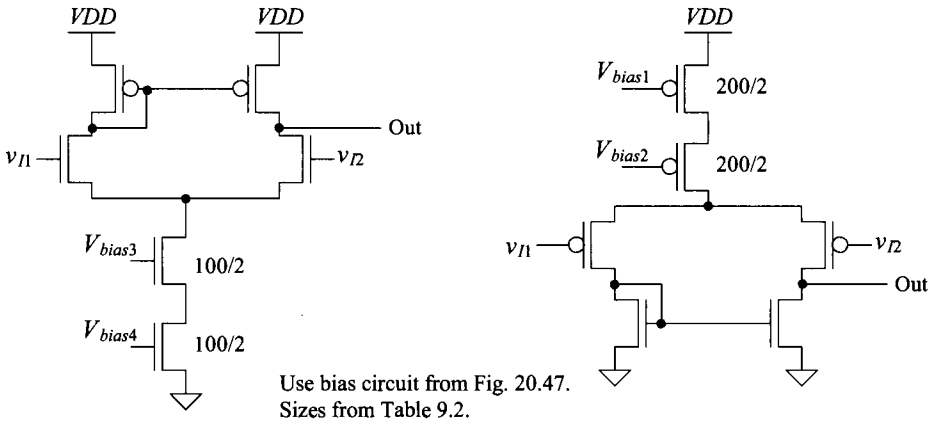 VDD
VDD
Out
vI1
vI2
Vbias3
100/2
Vbias4
100/2
VDD
Vbias1
200/2
Vbias2
200/2
vI1
vI2
Out
Use bias circuit from Fig. 20.47.
Sizes from Table 9.2.